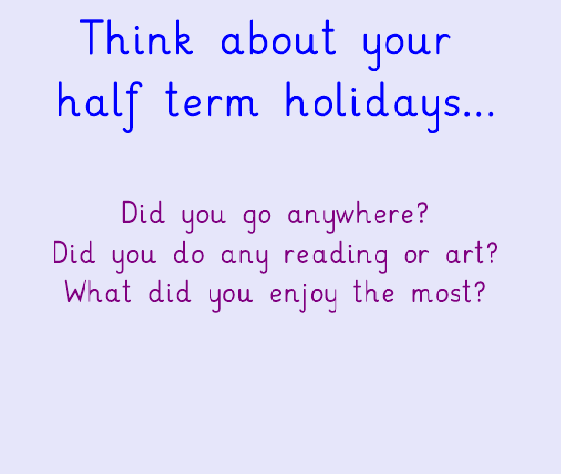 Think about your
half term holidays...
Did you go anywhere?
Did you do any reading or art?
What did you enjoy the most?